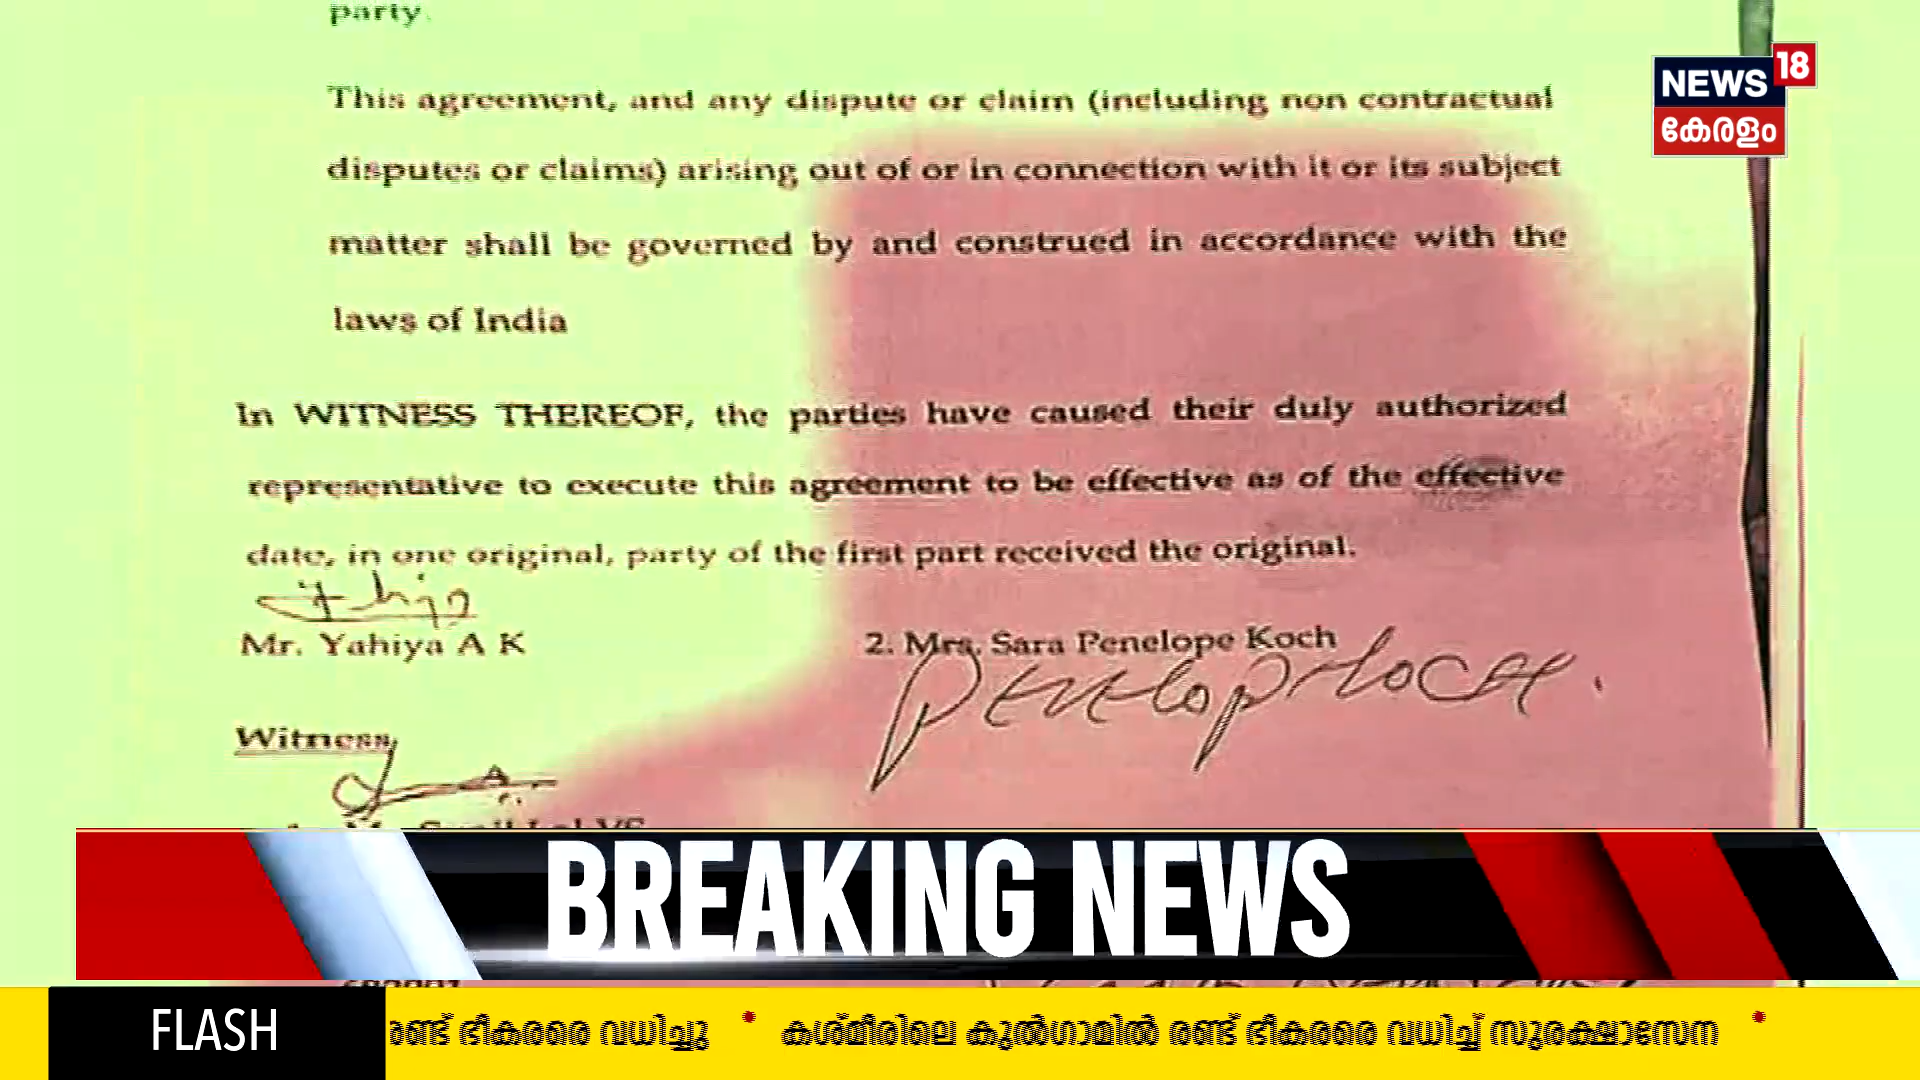 party.
This agreement, and any dispute or claim (including non contractual
disputes or claims) arising out of or in connection with it or its subject
matter shall be governed by and construed in accordance with the
laws of India
In WITNESS THEREOF, the parties have caused their duly authorized
representative to execute this agreement to be effective as of the effective
date, in one original, party of the first part received the original.
Mr. Yahiya A K
2. Mrs. Sara Penelope Koch
Penelope Koch.
Witness
NEWS 18
കേരളം
BREAKING NEWS
FLASH
രണ്ട് ഭീകരരെ വധിച്ചു * കശ്മീരിലെ കുൽഗാമിൽ രണ്ട് ഭീകരരെ വധിച്ച് സുരക്ഷാസേന *